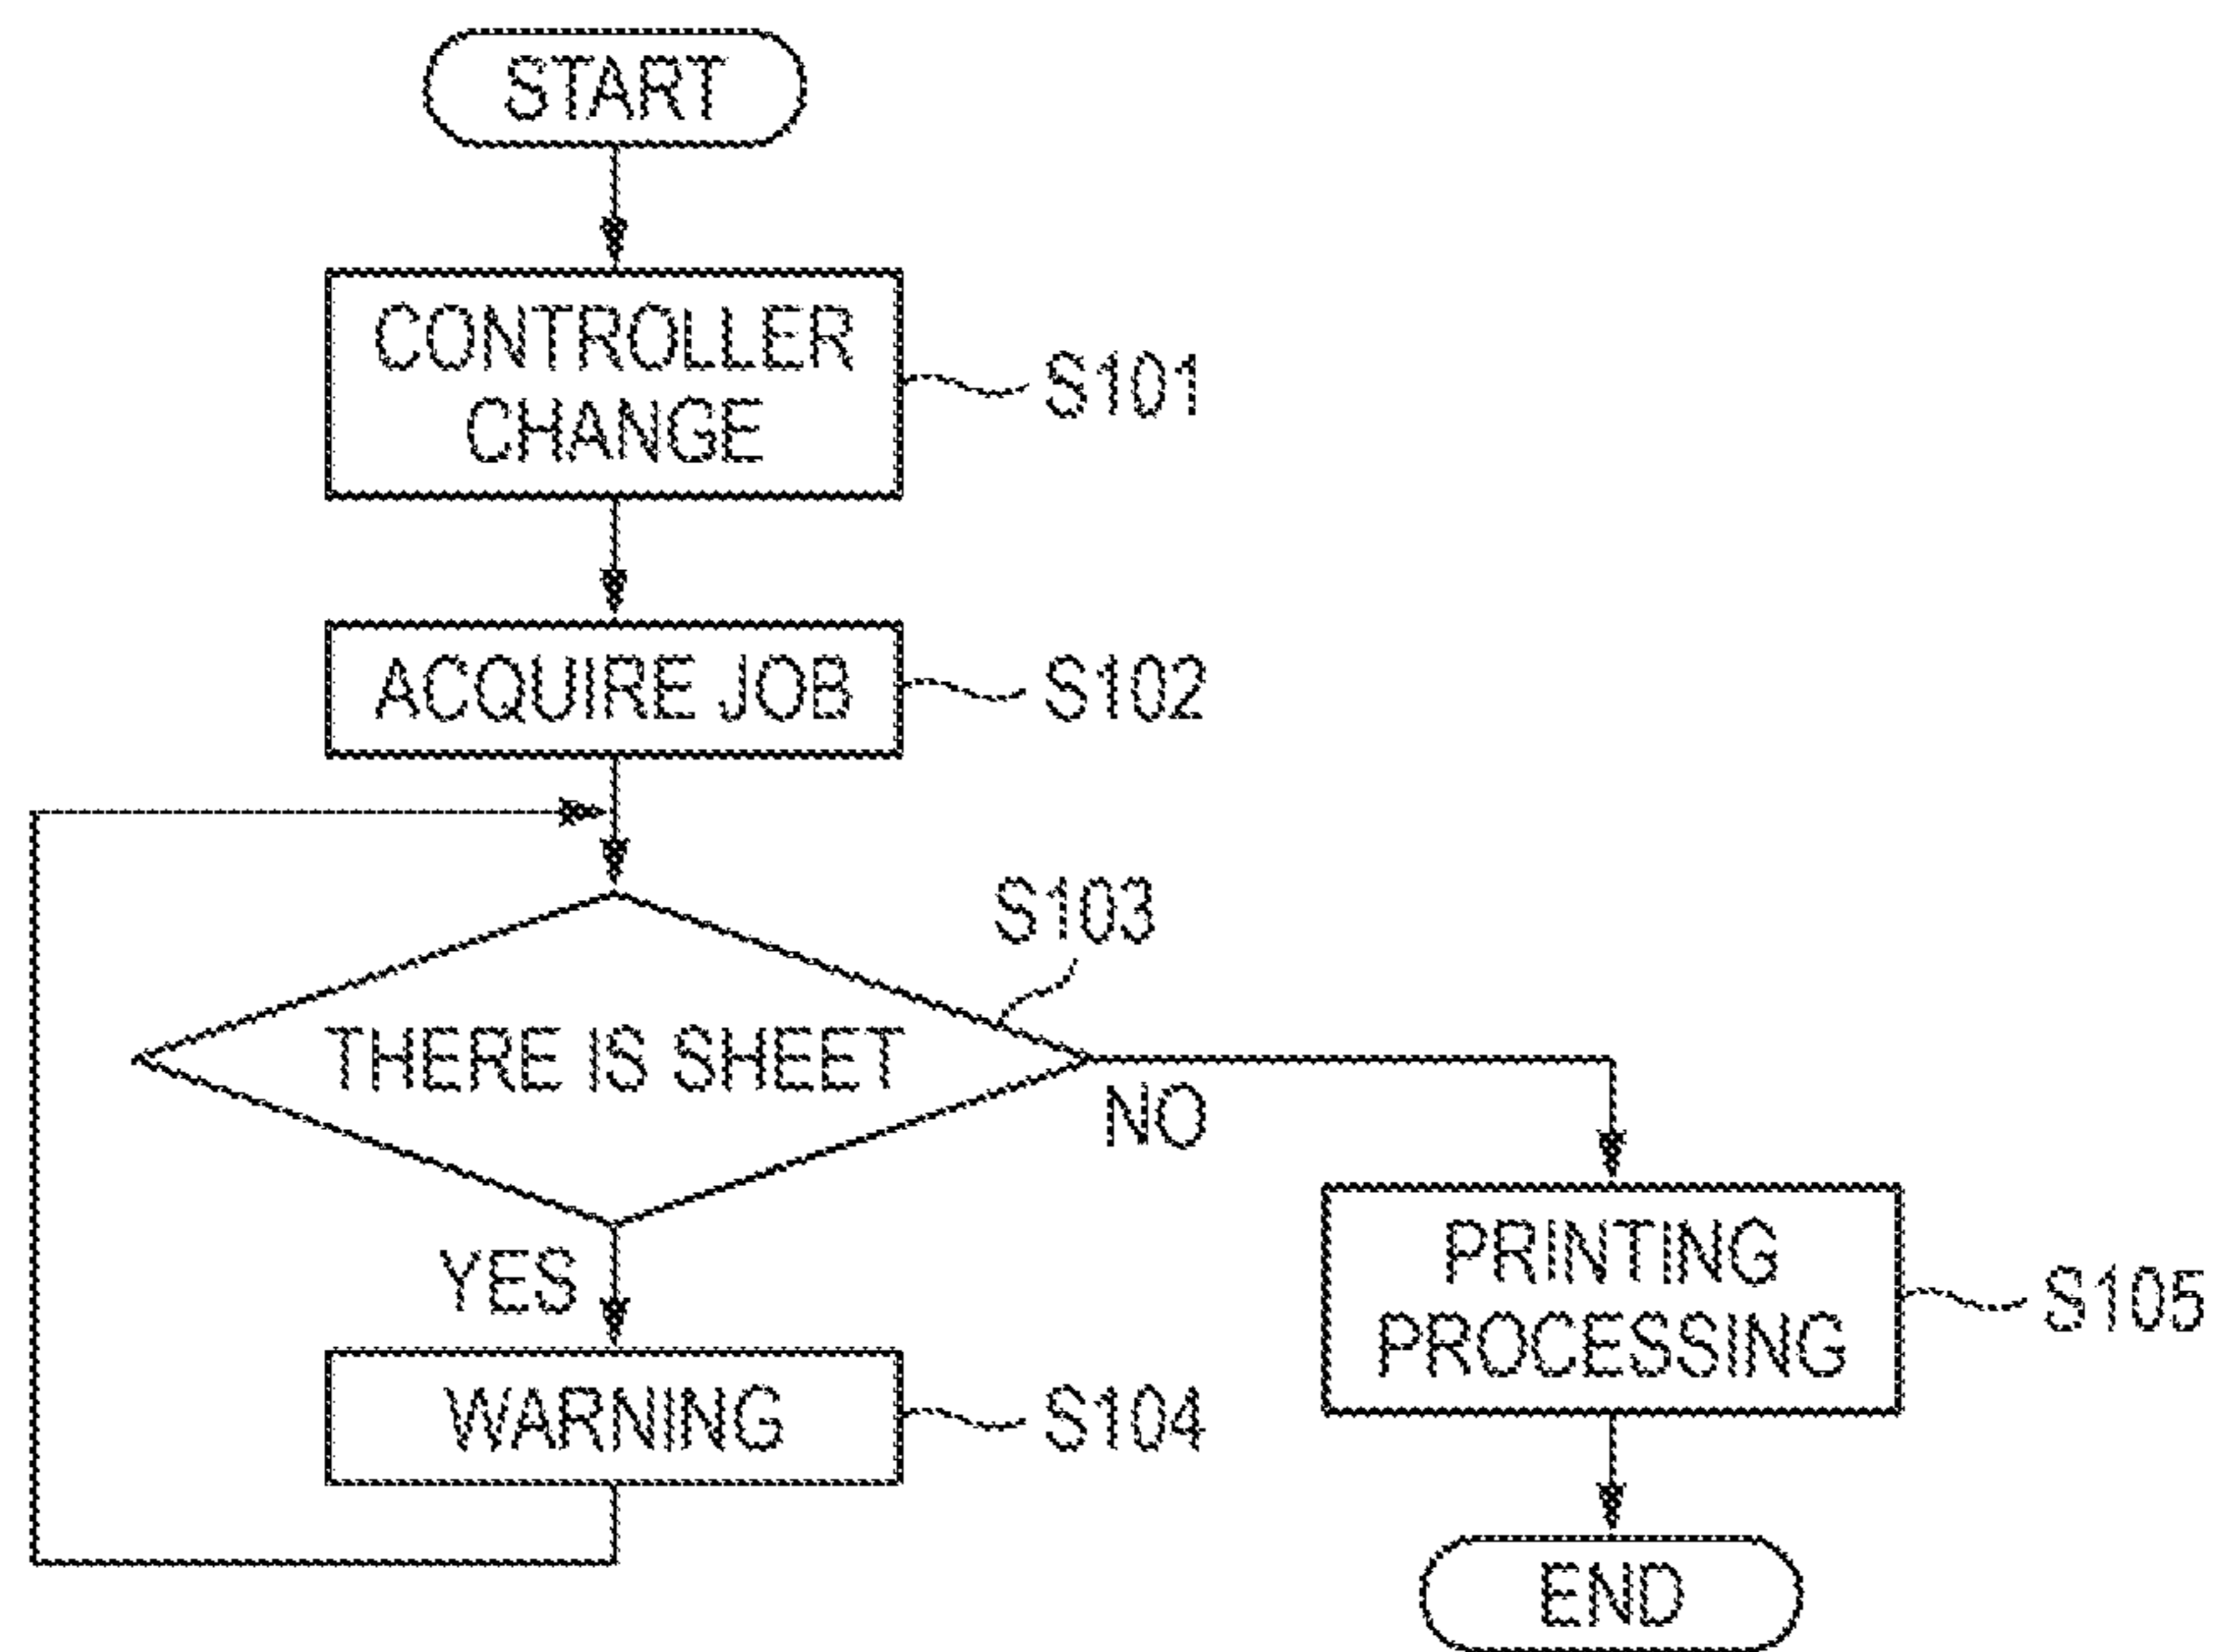 START
CONTROLLER
CHANGE
S101
ACQUIRE JOB
S102
S103
THERE IS SHEET
NO
YES
PRINTING
PROCESSING
S105
WARNING
S104
END